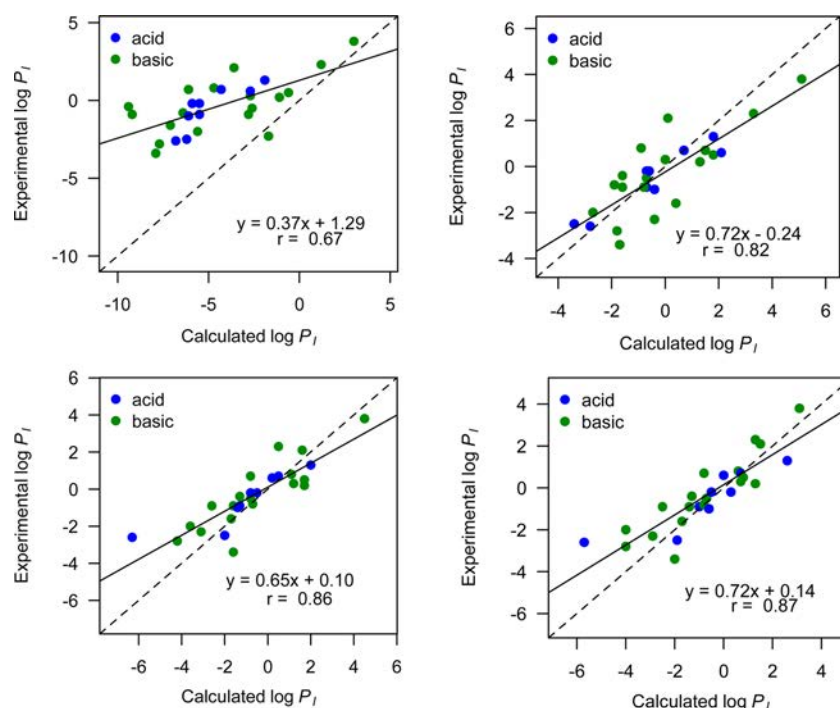 5
0
-5
-10
Experimental log P_I
acid
basic
y = 0.37x + 1.29
r = 0.67
-10 -5 0 5
Calculated log P_I
6
4
2
0
-2
-4
Experimental log P_I
acid
basic
y = 0.72x - 0.24
r = 0.82
-4 -2 0 2 4 6
Calculated log P_I
6
4
2
0
-2
-4
-6
Experimental log P_I
acid
basic
y = 0.65x + 0.10
r = 0.86
-6 -4 -2 0 2 4 6
Calculated log P_I
4
2
0
-2
-4
-6
Experimental log P_I
acid
basic
y = 0.72x + 0.14
r = 0.87
-6 -4 -2 0 2 4
Calculated log P_I